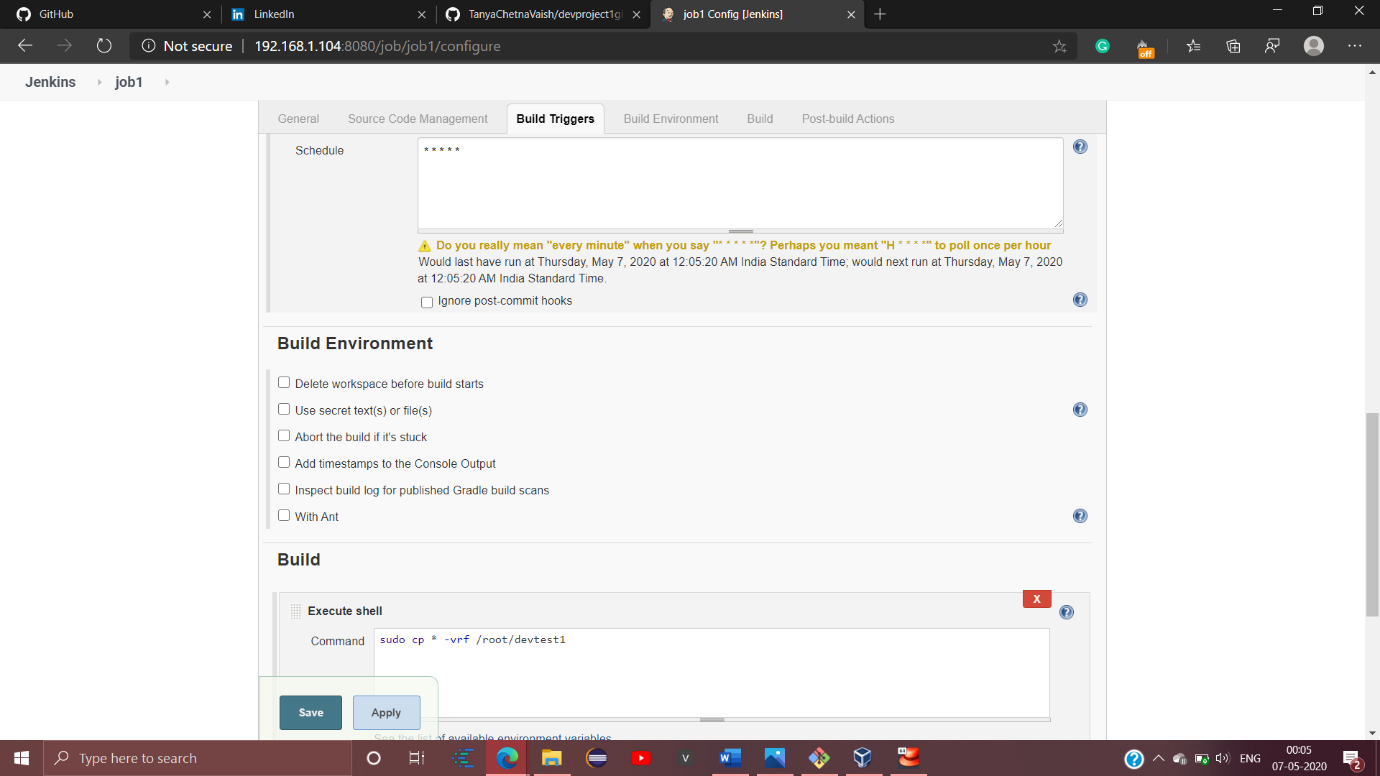 GitHub
LinkedIn
TanyaChetnaVaish/devproject1gi
job1 Config [Jenkins]
Not secure
192.168.1.104:8080/job/job1/configure
off
Jenkins
job1
General
Source Code Management
Build Triggers
Build Environment
Build
Post-build Actions
Schedule
* * * * *
Do you really mean "every minute" when you say "* * * * *"? Perhaps you meant "H * * * *" to poll once per hour
Would last have run at Thursday, May 7, 2020 at 12:05:20 AM India Standard Time; would next run at Thursday, May 7, 2020
at 12:05:20 AM India Standard Time.
Ignore post-commit hooks
Build Environment
Delete workspace before build starts
Use secret text(s) or file(s)
Abort the build if it's stuck
Add timestamps to the Console Output
Inspect build log for published Gradle build scans
With Ant
Build
X
Execute shell
Command
sudo cp * -vrf /root/devtest1
Save
Apply
See the list of available environment variables
Type here to search
ENG
00:05
07-05-2020
2